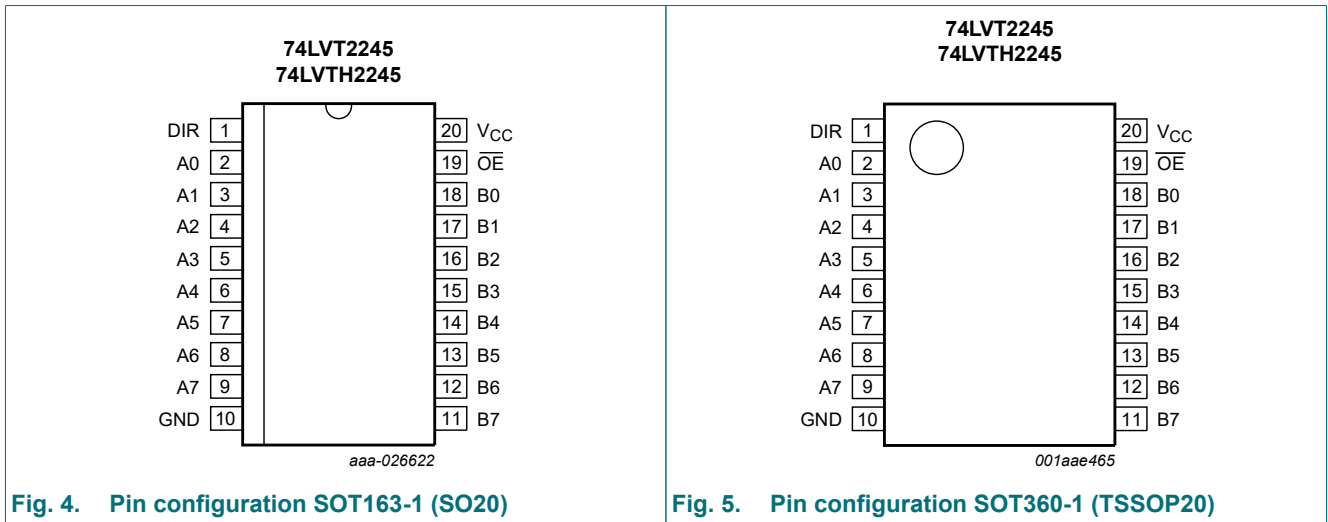 74LVT2245
74LVTH2245
DIR 1 20 VCC
A0 2 19 OE
A1 3 18 B0
A2 4 17 B1
A3 5 16 B2
A4 6 15 B3
A5 7 14 B4
A6 8 13 B5
A7 9 12 B6
GND 10 11 B7
aaa-026622
Fig. 4. Pin configuration SOT163-1 (SO20)
74LVT2245
74LVTH2245
DIR 1 20 VCC
A0 2 19 OE
A1 3 18 B0
A2 4 17 B1
A3 5 16 B2
A4 6 15 B3
A5 7 14 B4
A6 8 13 B5
A7 9 12 B6
GND 10 11 B7
001aae465
Fig. 5. Pin configuration SOT360-1 (TSSOP20)